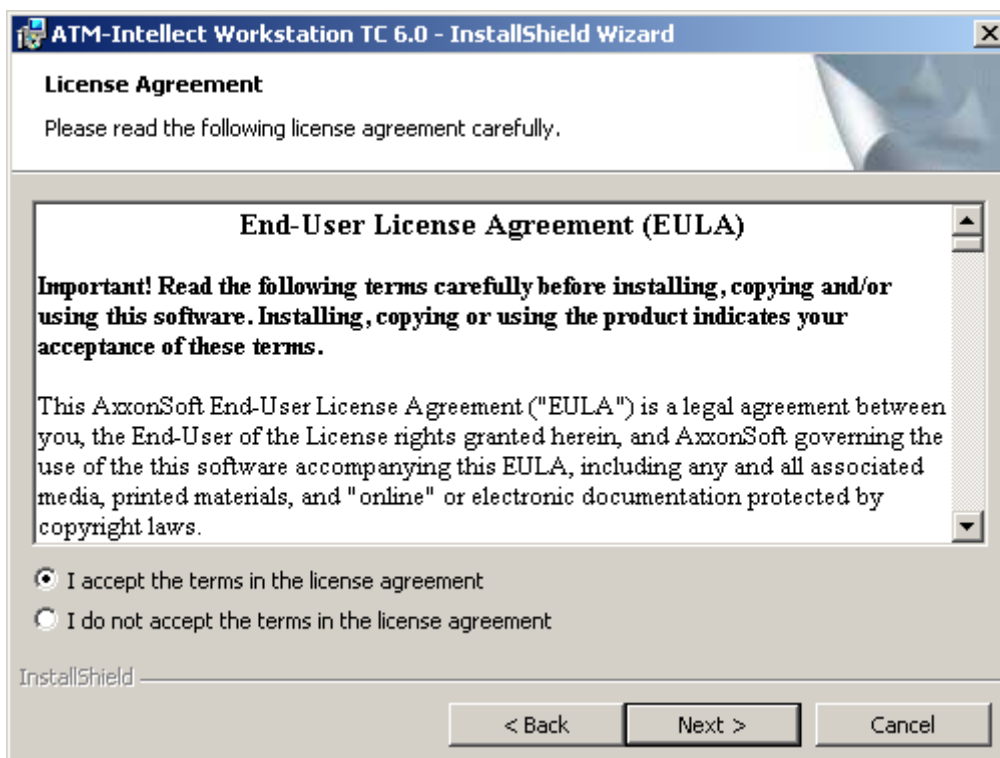 ATM-Intellect Workstation TC 6.0 - InstallShield Wizard
License Agreement
Please read the following license agreement carefully.
End-User License Agreement (EULA)
Important! Read the following terms carefully before installing, copying and/or
using this software. Installing, copying or using the product indicates your
acceptance of these terms.
This AxxonSoft End-User License Agreement ("EULA") is a legal agreement between
you, the End-User of the License rights granted herein, and AxxonSoft governing the
use of the this software accompanying this EULA, including any and all associated
media, printed materials, and "online" or electronic documentation protected by
copyright laws.
I accept the terms in the license agreement
I do not accept the terms in the license agreement
InstallShield
< Back Next > Cancel